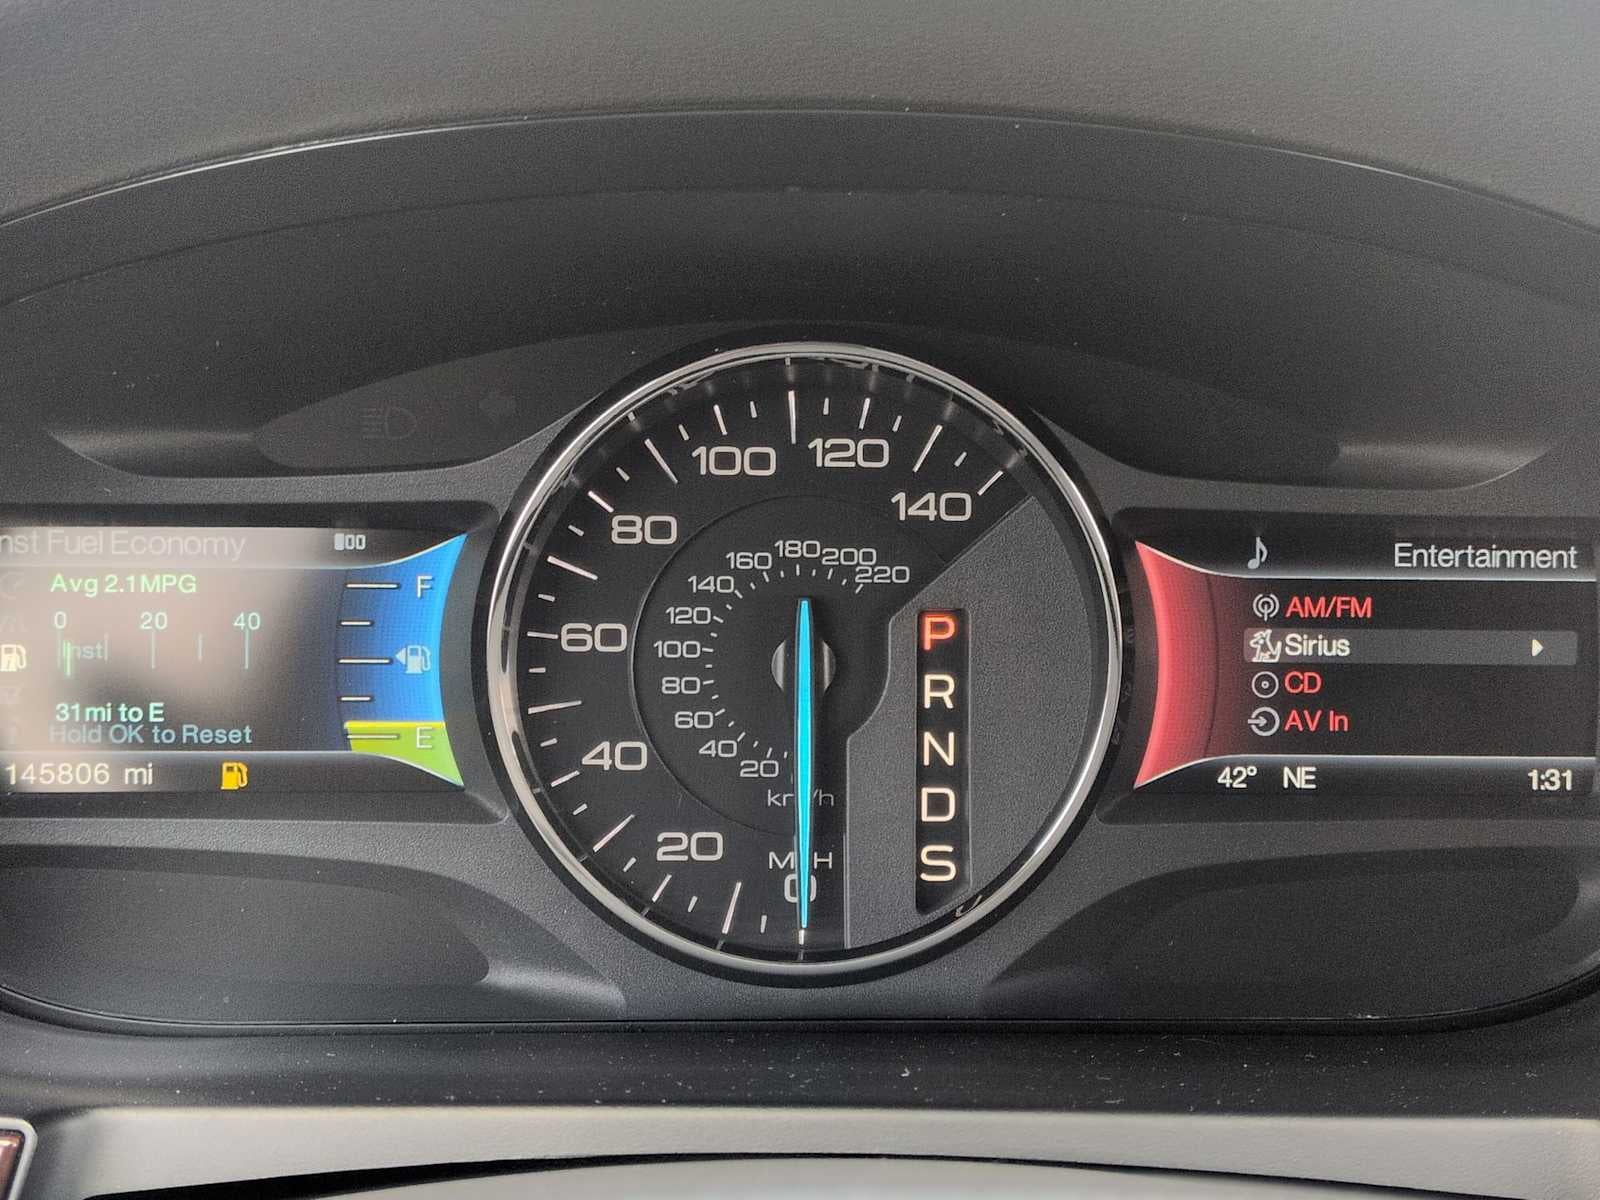 nst Fuel Economy
Avg 2.1MPG
0 20 40
Inst
31mi to E
Hold OK to Reset
145806 mi
F
E
0
20
40
60
80
100
120
140
MPH
20
40
60
80
100
120
140
160
180
200
220
km/h
P
R
N
D
S
Entertainment
AM/FM
Sirius
CD
AV In
42° NE 1:31